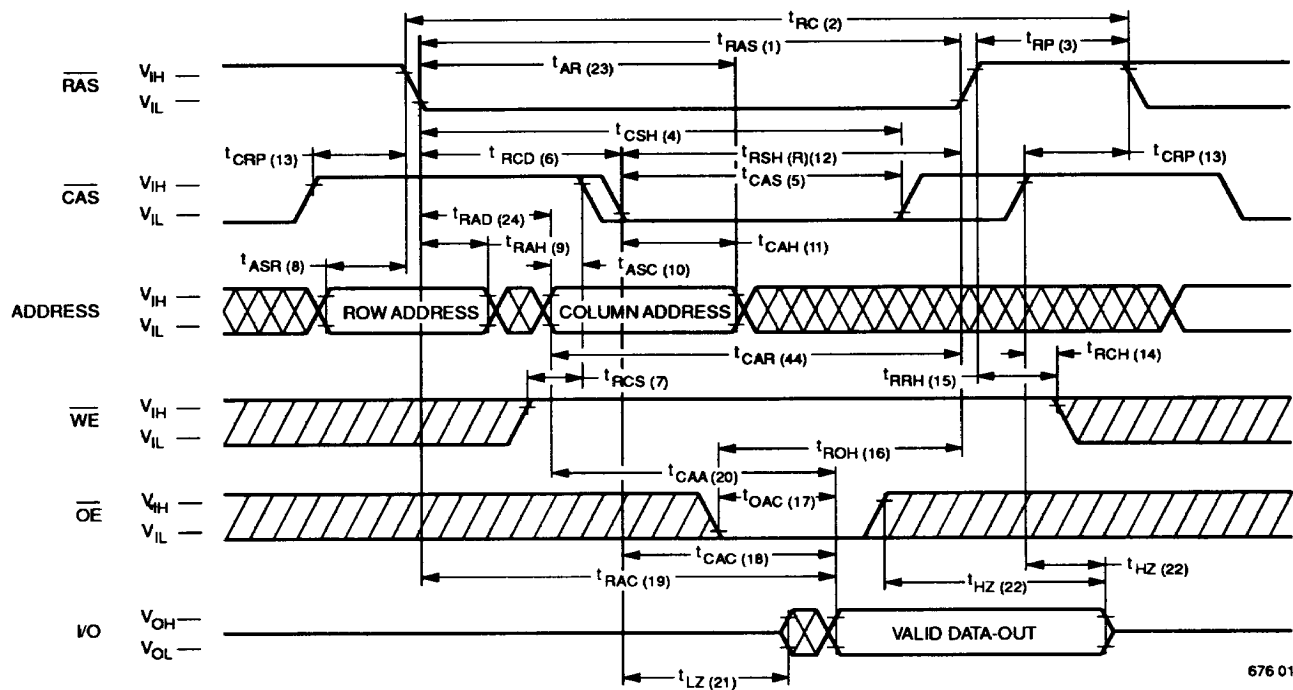 tRC (2)
tRAS (1)
tRP (3)
tAR (23)
RAS
VIH
VIL
tCSH (4)
tCRP (13)
tRCD (6)
tRSH (R)(12)
tCRP (13)
CAS
VIH
VIL
tCAS (5)
tRAD (24)
tRAH (9)
tCAH (11)
tASR (8)
tASC (10)
ADDRESS
VIH
VIL
ROW ADDRESS
COLUMN ADDRESS
tCAR (44)
tRCH (14)
tRCS (7)
tRRH (15)
WE
VIH
VIL
tROH (16)
tCAA (20)
OE
VIH
VIL
tOAC (17)
tCAC (18)
tRAC (19)
tHZ (22)
tHZ (22)
I/O
VOH
VOL
VALID DATA-OUT
tLZ (21)
676 01